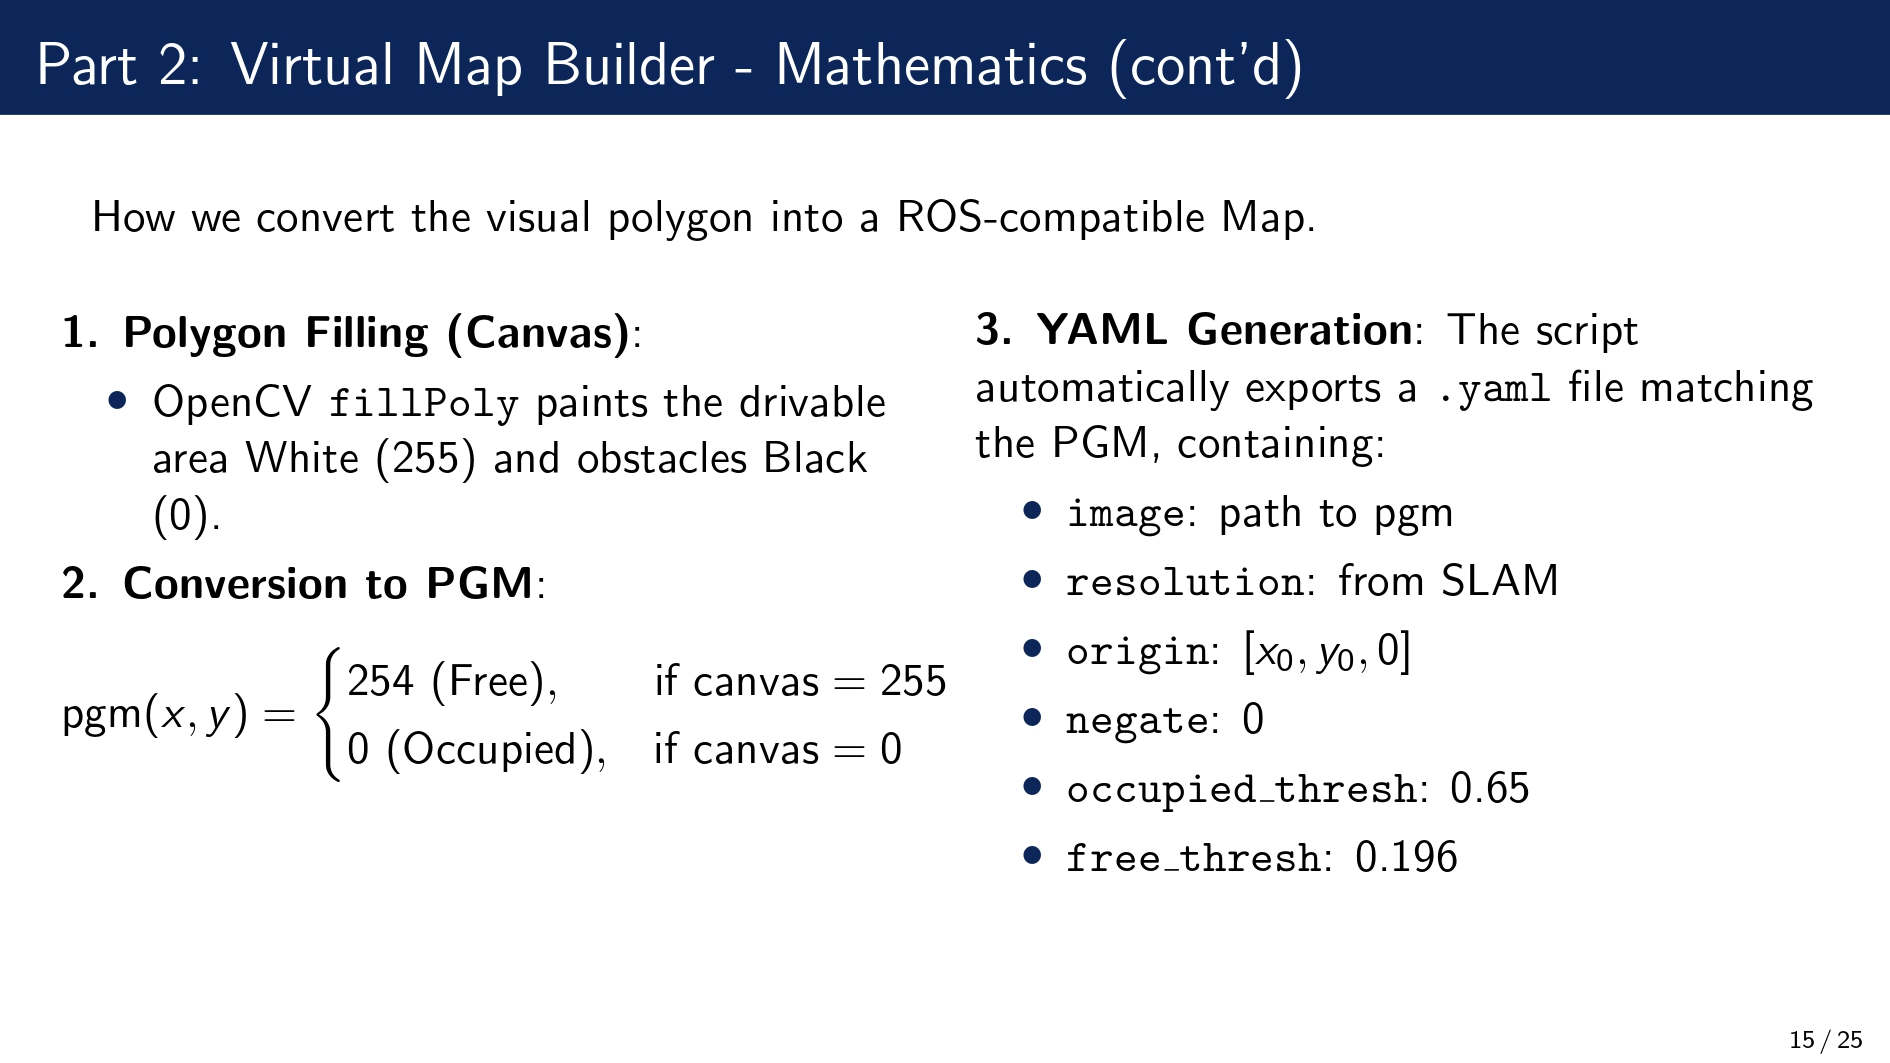 Part 2: Virtual Map Builder - Mathematics (cont'd)
How we convert the visual polygon into a ROS-compatible Map.
1. Polygon Filling (Canvas):
• OpenCV fillPoly paints the drivable
area White (255) and obstacles Black
(0).
2. Conversion to PGM:
pgm(x, y) = { 254 (Free), if canvas = 255
0 (Occupied), if canvas = 0
3. YAML Generation: The script
automatically exports a .yaml file matching
the PGM, containing:
• image: path to pgm
• resolution: from SLAM
• origin: [x₀, y₀, 0]
• negate: 0
• occupied_thresh: 0.65
• free_thresh: 0.196
15 / 25